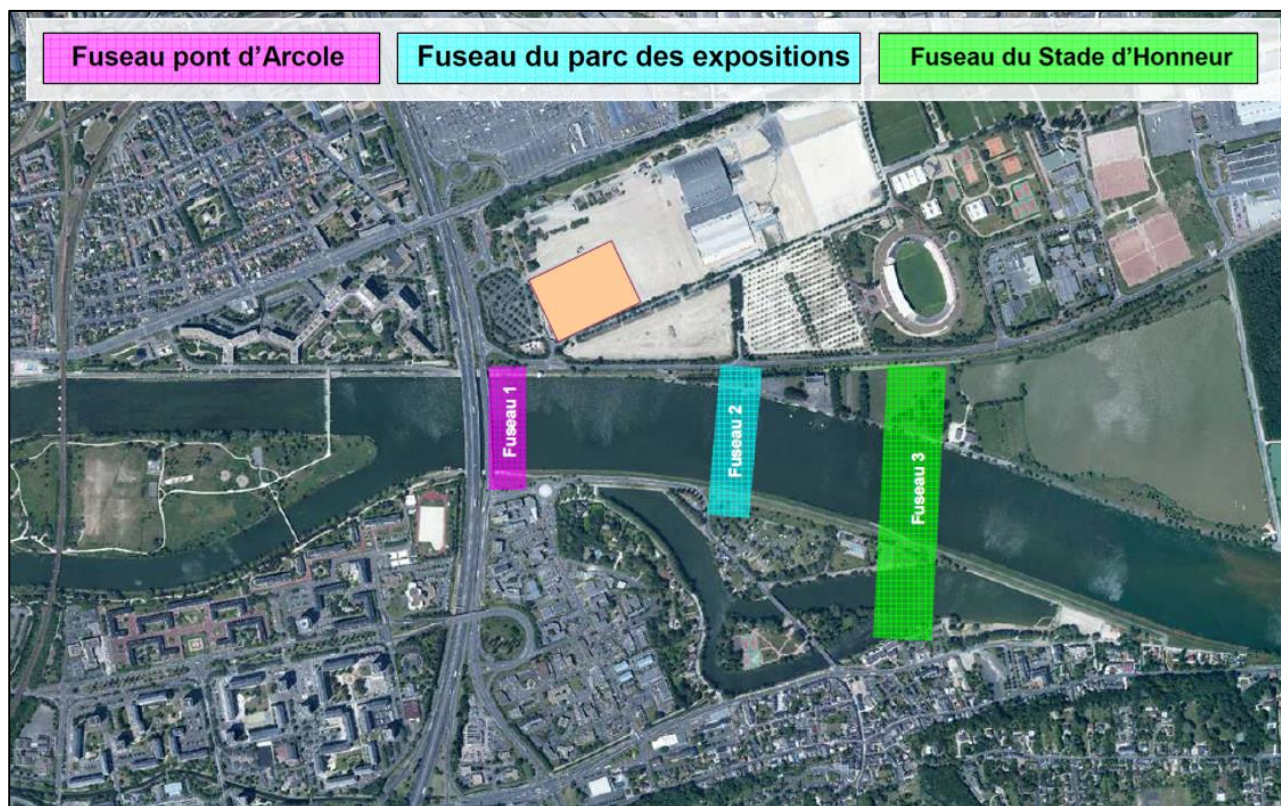 Fuseau pont d’Arcole
Fuseau du parc des expositions
Fuseau du Stade d’Honneur
Fuseau 1
Fuseau 2
Fuseau 3